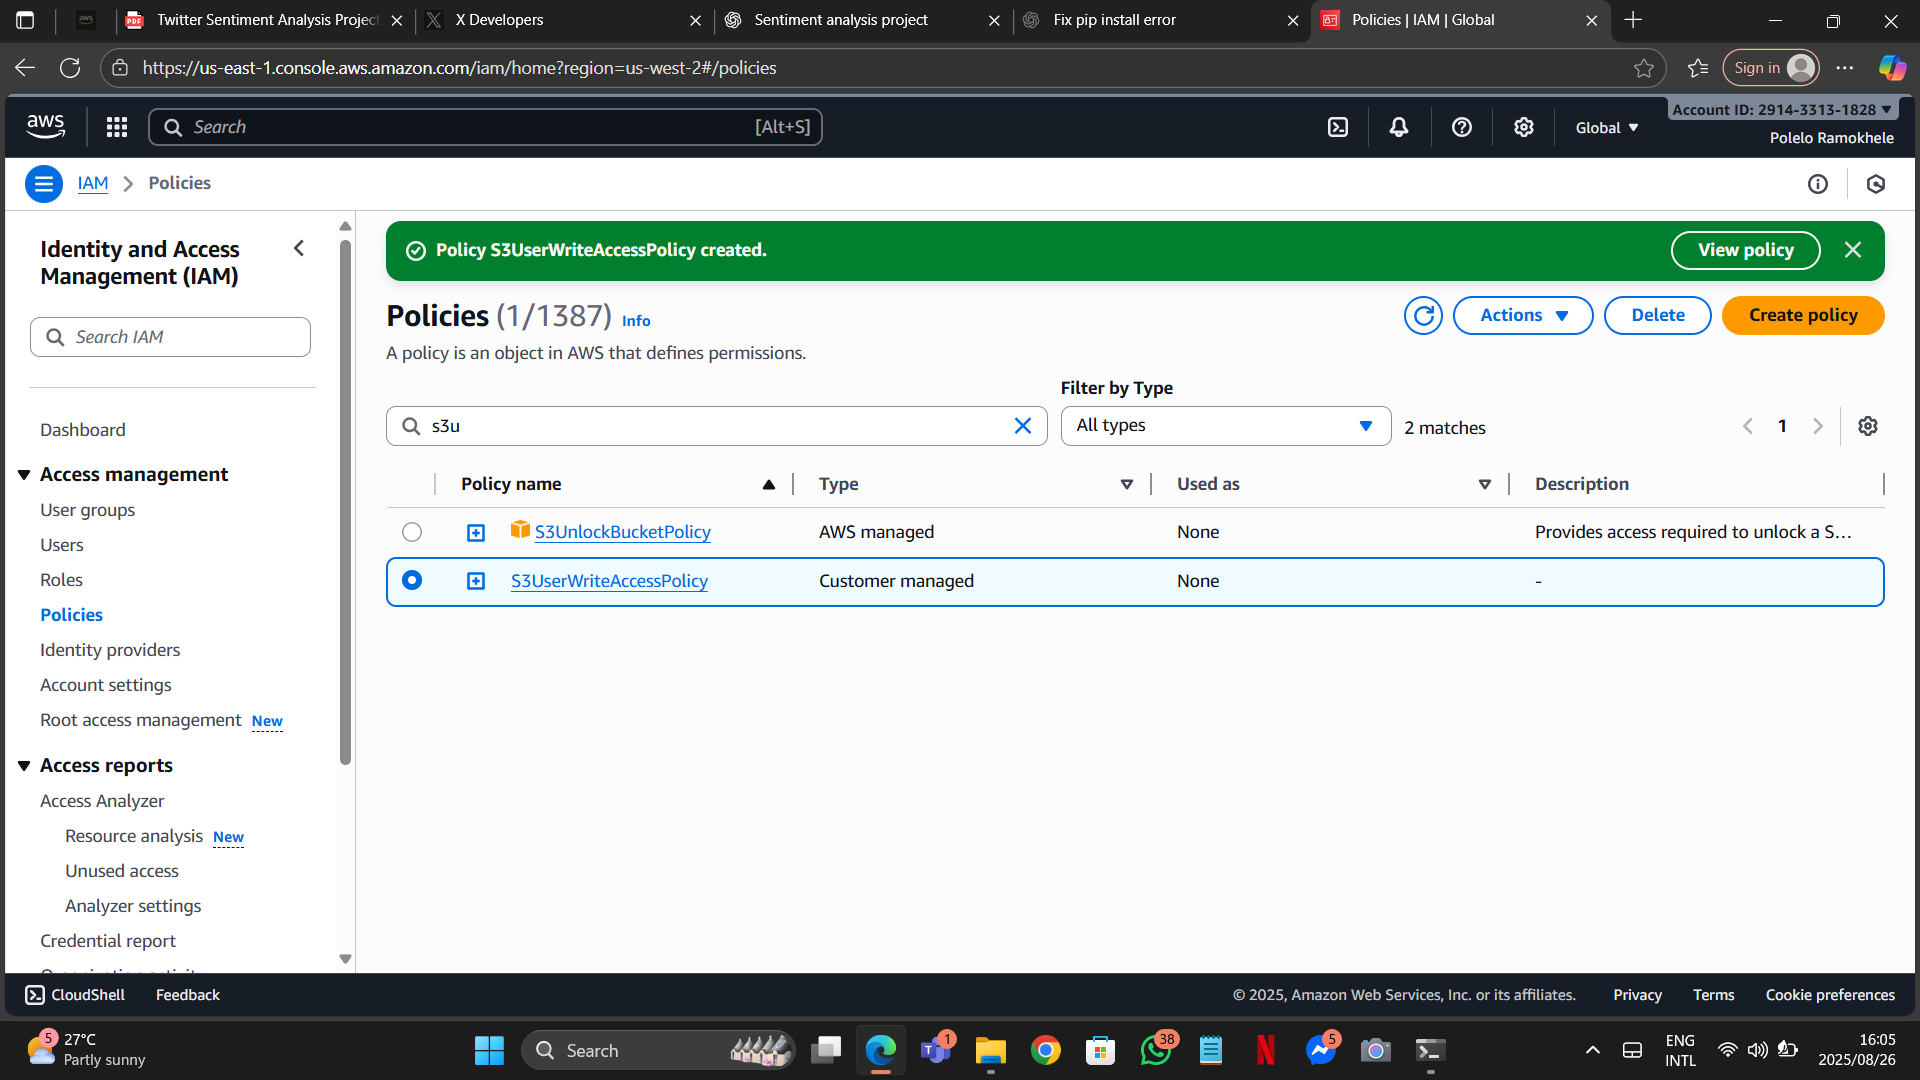 Twitter Sentiment Analysis Project
X Developers
Sentiment analysis project
Fix pip install error
Policies | IAM | Global
https://us-east-1.console.aws.amazon.com/iam/home?region=us-west-2#/policies
Sign in
aws
Search
[Alt+S]
Global
Account ID: 2914-3313-1828
Polelo Ramokhele
IAM
Policies
Identity and Access
Management (IAM)
Search IAM
Dashboard
Access management
User groups
Users
Roles
Policies
Identity providers
Account settings
Root access management New
Access reports
Access Analyzer
Resource analysis New
Unused access
Analyzer settings
Credential report
Policy S3UserWriteAccessPolicy created.
View policy
Policies (1/1387) Info
Actions
Delete
Create policy
A policy is an object in AWS that defines permissions.
Filter by Type
s3u
All types
2 matches
1
Policy name
Type
Used as
Description
S3UnlockBucketPolicy
AWS managed
None
Provides access required to unlock a S...
S3UserWriteAccessPolicy
Customer managed
None
-
CloudShell
Feedback
© 2025, Amazon Web Services, Inc. or its affiliates.
Privacy
Terms
Cookie preferences
5
27°C
Partly sunny
Search
1
38
5
ENG
INTL
16:05
2025/08/26